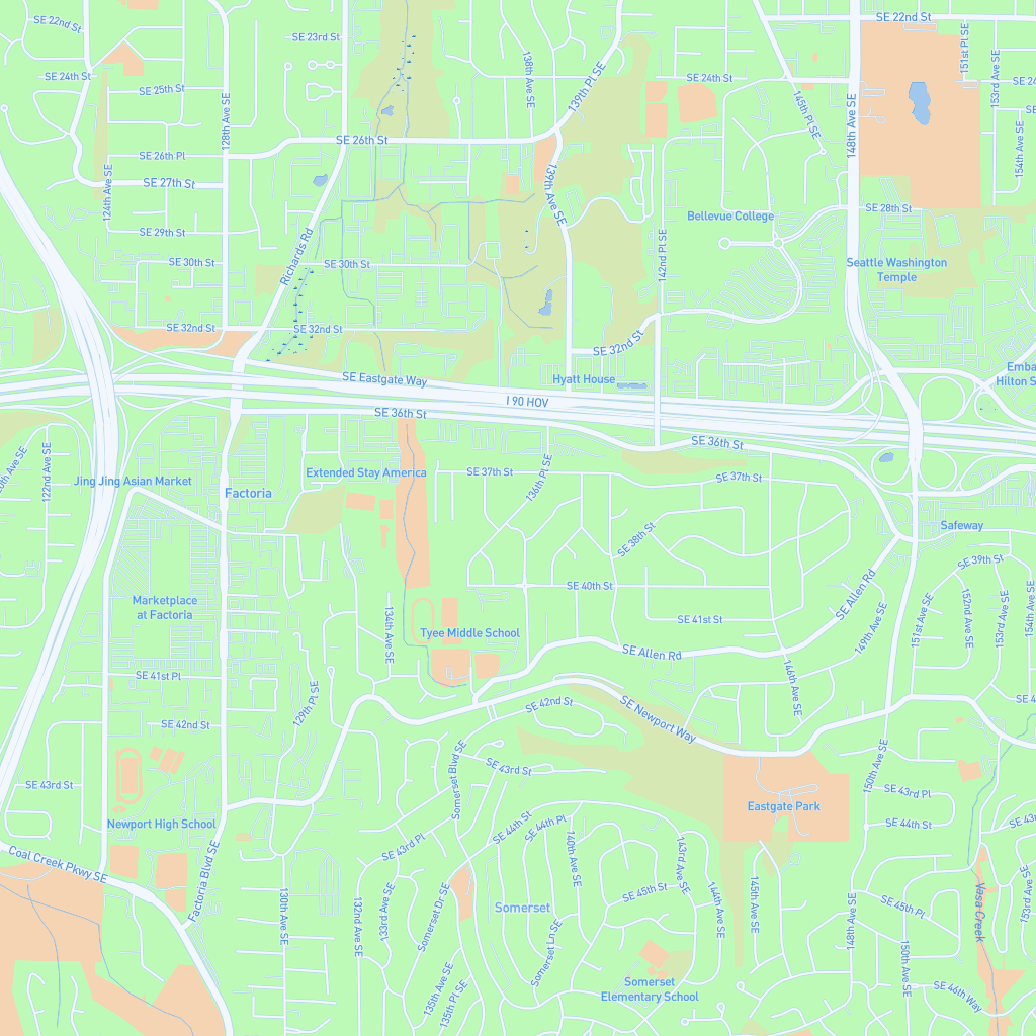 SE 22nd St
SE 22nd St
SE 23rd St
151st Pl SE
138th Ave SE
SE 24th St
SE 24th St
153rd Ave SE
SE 24
139th Pl SE
SE 25th St
145th Pl SE
128th Ave SE
148th Ave SE
154th Ave SE
SE 26th St
SE 26th Pl
SE 27th St
124th Ave SE
139th Ave SE
SE 28th St
Bellevue College
SE 29th St
Richards Rd
142nd Pl SE
SE 30th St
SE 30th St
Seattle Washington
Temple
SE 32nd St
SE 32nd St
SE 32nd St
SE Eastgate Way
Hyatt House
Emba
Hilton S
I 90 HOV
SE 36th St
SE 36th St
122nd Ave SE
Jing Jing Asian Market
Extended Stay America
SE 37th St
SE 37th St
136th Pl SE
Factoria
Safeway
SE 38th St
SE 39th St
SE 40th St
SE Allen Rd
Marketplace
at Factoria
134th Ave SE
SE 41st St
149th Ave SE
151st Ave SE
152nd Ave SE
153rd Ave SE
154th Ave SE
Tyee Middle School
SE Allen Rd
146th Ave SE
SE 41st Pl
129th Pl SE
SE 42nd St
SE 42nd St
SE Newport Way
SE 4
Somerset Blvd SE
SE 43rd St
SE 43rd St
150th Ave SE
SE 43rd Pl
Eastgate Park
Newport High School
SE 44th St
SE 44th Pl
SE 44th St
SE 43
SE 43rd Pl
140th Ave SE
143rd Ave SE
Coal Creek Pkwy SE
Factoria Blvd SE
130th Ave SE
132nd Ave SE
133rd Ave SE
Somerset Dr SE
SE 45th St
144th Ave SE
145th Ave SE
148th Ave SE
SE 45th Pl
Vasa Creek
153rd Ave SE
Somerset
Somerset Ln SE
150th Ave SE
135th Ave SE
135th Pl SE
Somerset
Elementary School
SE 46th Way